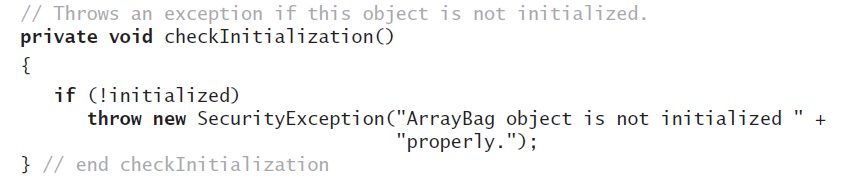 // Throws an exception if this object is not initialized.
private void checkInitialization()
{
if (!initialized)
throw new SecurityException("ArrayBag object is not initialized " +
"properly.");
} // end checkInitialization